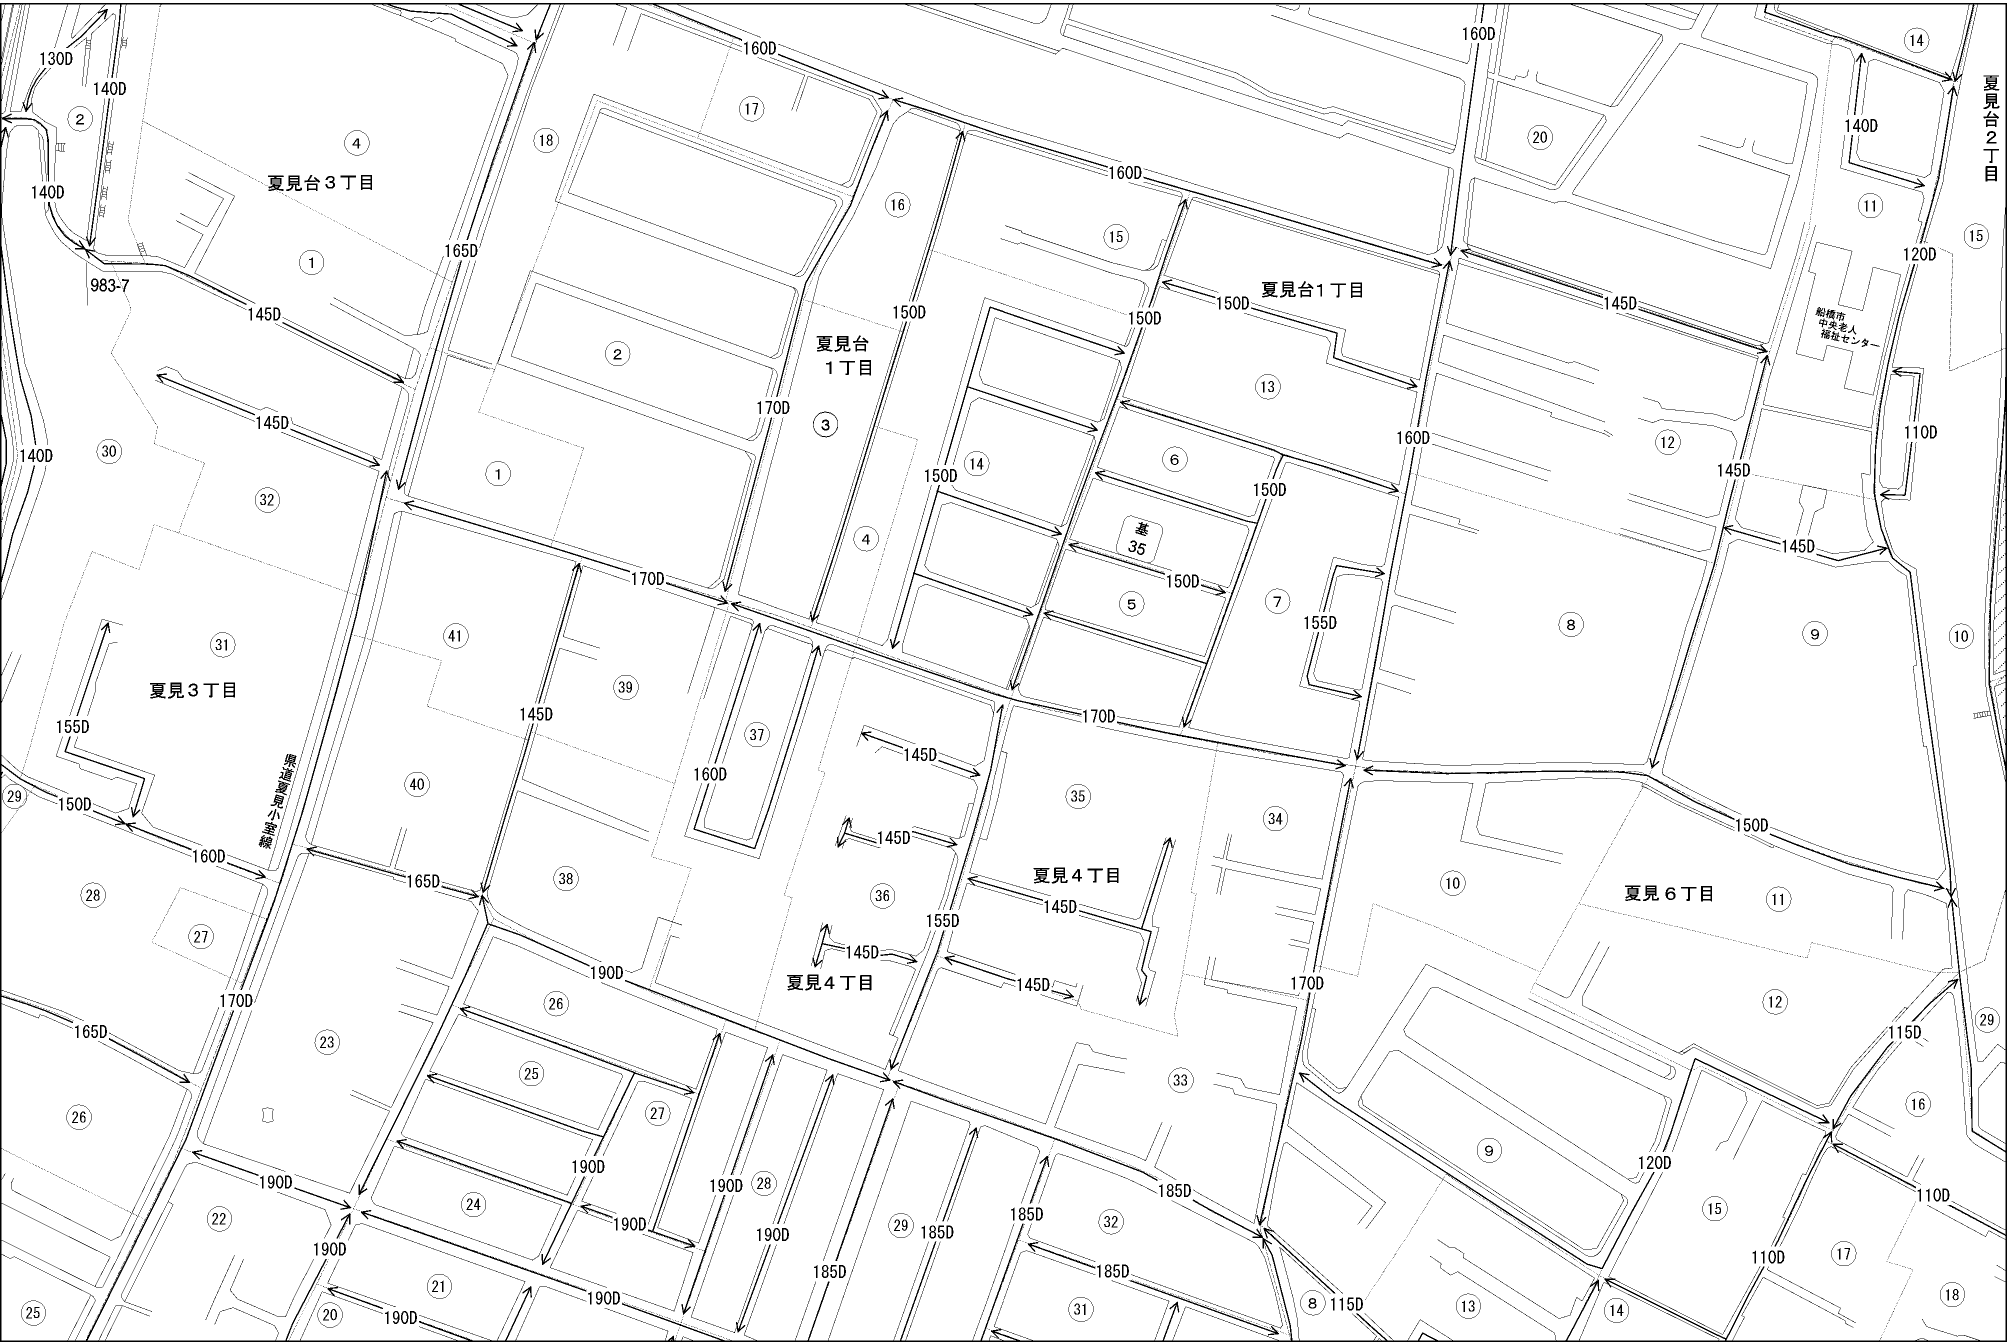 160D
160D
14
130D
140D
2
17
18
20
夏見台2丁目
4
140D
11
夏見台3丁目
140D
160D
16
15
15
165D
120D
1
983-7
夏見台1丁目
150D
145D
145D
150D
150D
船橋市
中央老人
福祉センター
夏見台
1丁目
2
13
170D
3
145D
140D
30
160D
12
110D
6
145D
14
150D
1
150D
32
基
35
4
145D
170D
150D
5
7
155D
8
9
10
41
31
39
夏見3丁目
145D
170D
155D
37
145D
160D
県道夏見小室線
40
29
150D
35
34
150D
145D
160D
165D
38
夏見4丁目
10
夏見6丁目
11
28
36
145D
155D
27
145D
190D
夏見4丁目
145D
170D
170D
26
12
165D
23
115D
29
25
33
26
27
16
9
120D
190D
190D
28
190D
185D
110D
24
15
22
190D
29
185D
32
190D
190D
185D
17
110D
185D
185D
21
18
190D
31
8
115D
13
14
25
20
190D